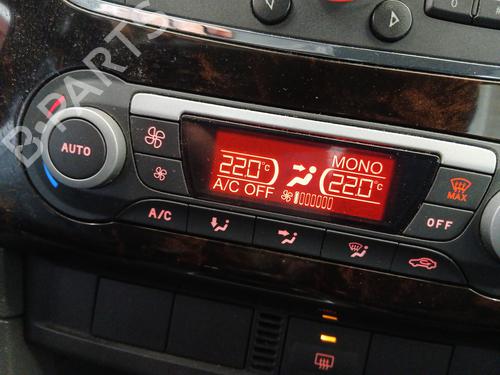 B-PARTS
AUTO
22.0°c
MONO
22.0°c
A/C OFF
MAX
A/C
OFF